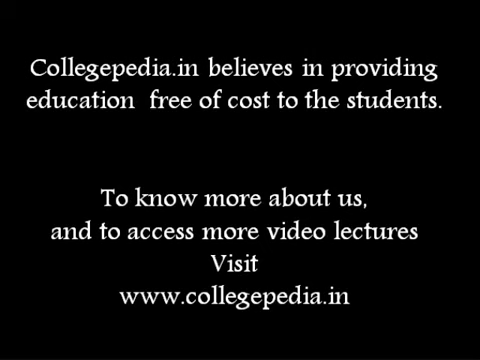 Collegepedia.in believes in providing
education free of cost to the students.
To know more about us,
and to access more video lectures
Visit
www.collegepedia.in